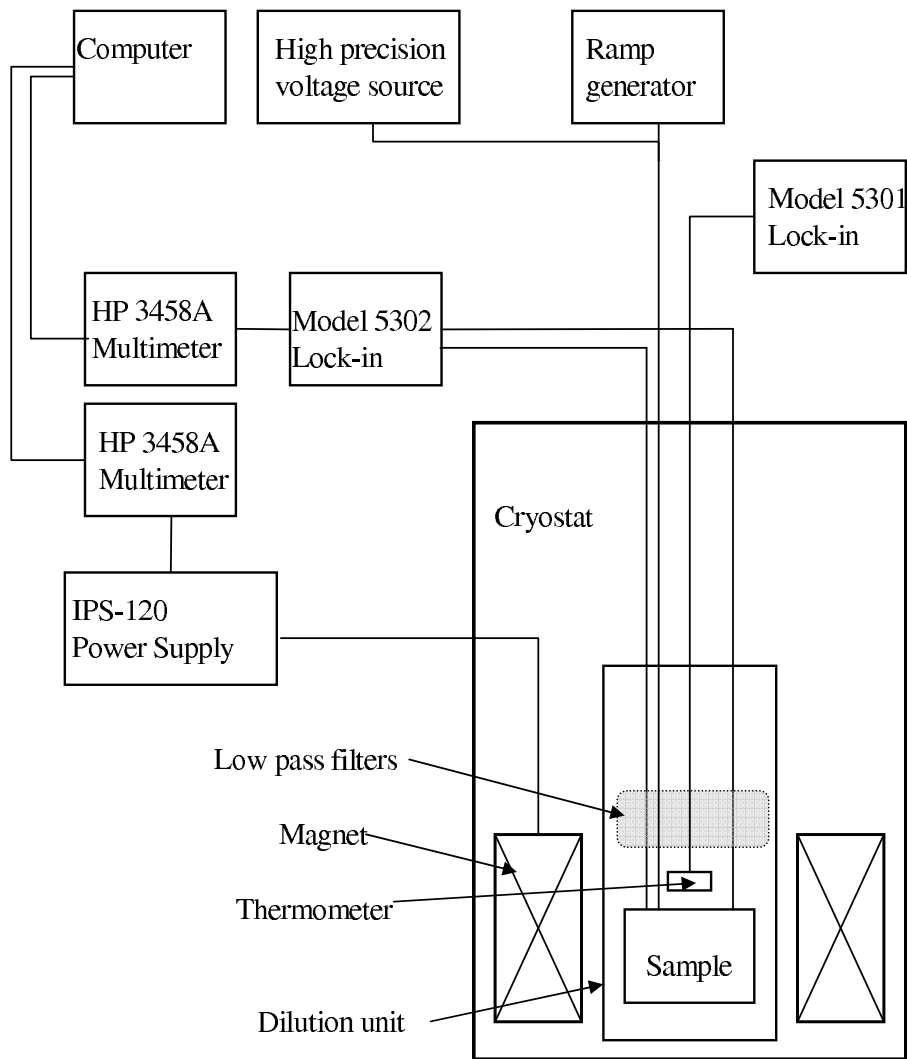 Computer
High precision
voltage source
Ramp
generator
Model 5301
Lock-in
HP 3458A
Multimeter
Model 5302
Lock-in
HP 3458A
Multimeter
Cryostat
IPS-120
Power Supply
Low pass filters
Magnet
Thermometer
Sample
Dilution unit